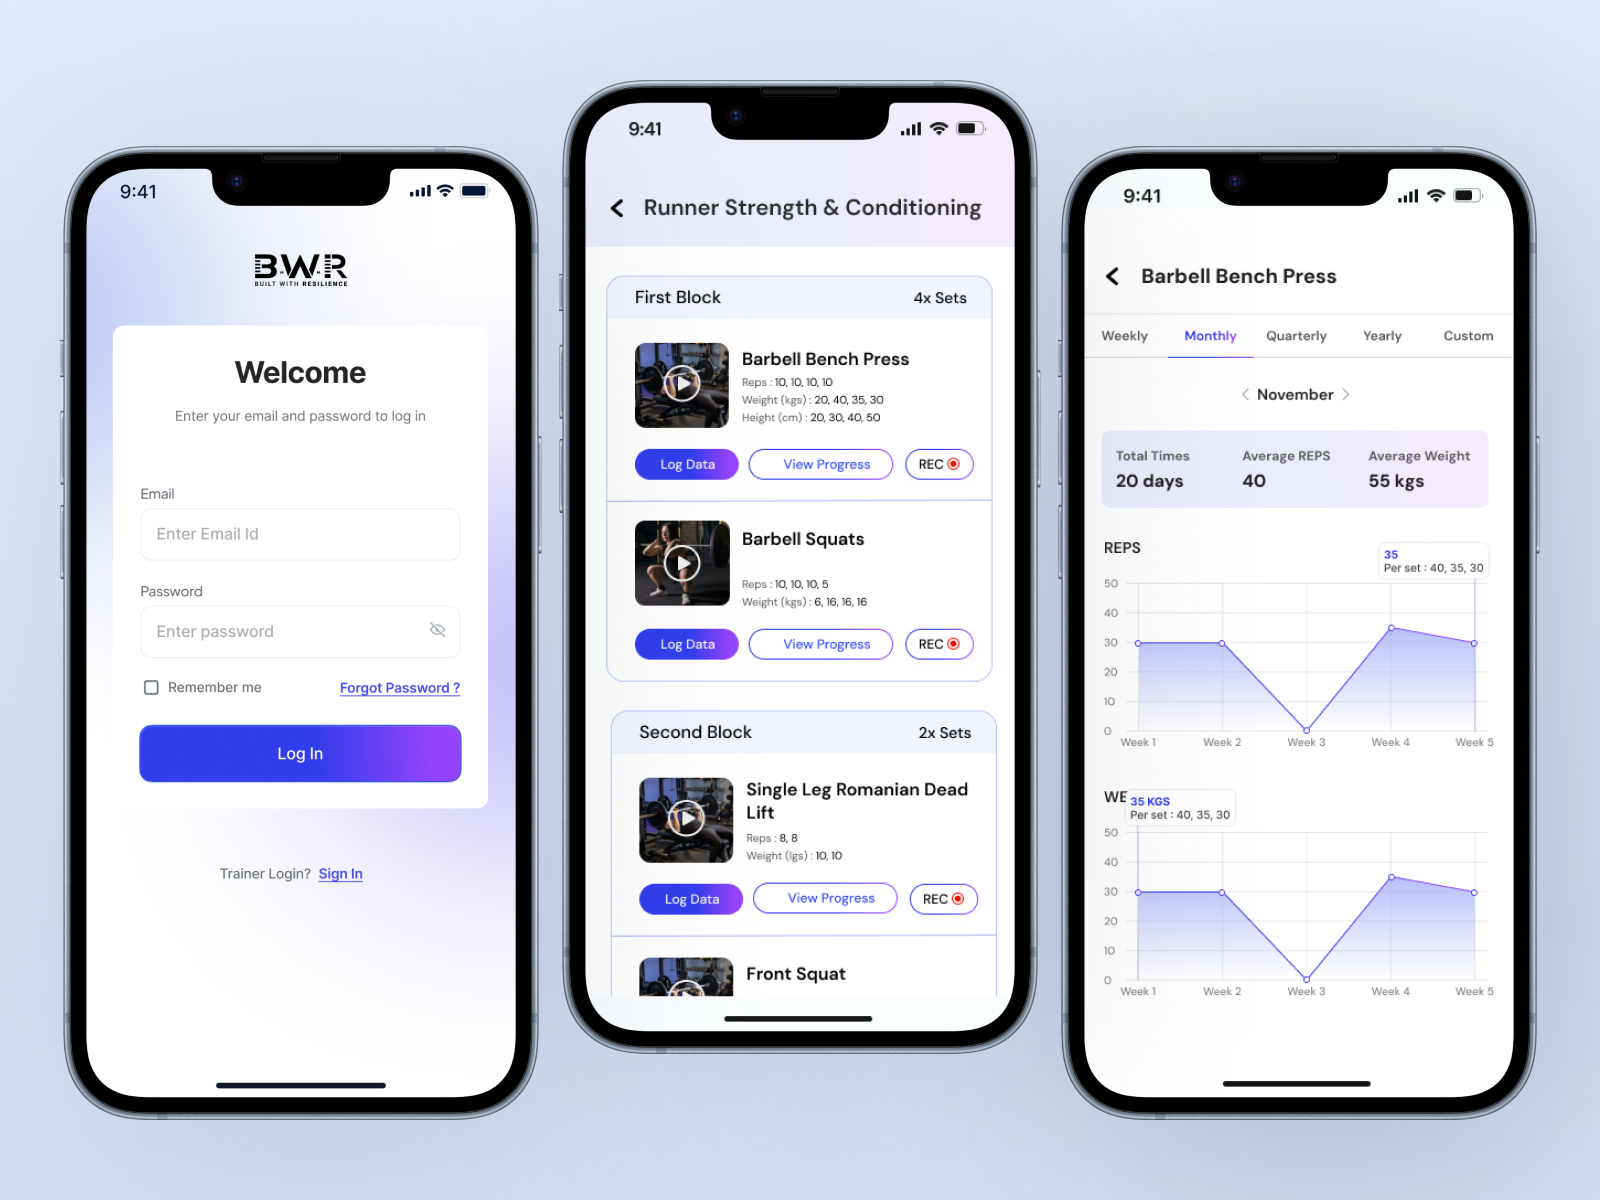 9:41
BWR
BUILT WITH RESILIENCE
Welcome
Enter your email and password to log in
Email
Enter Email Id
Password
Enter password
Remember me
Forgot Password ?
Log In
Trainer Login? Sign In
9:41
Runner Strength & Conditioning
First Block
4x Sets
Barbell Bench Press
Reps : 10, 10, 10, 10
Weight (kgs) : 20, 40, 35, 30
Height (cm) : 20, 30, 40, 50
Log Data
View Progress
REC
Barbell Squats
Reps : 10, 10, 10, 5
Weight (kgs) : 6, 16, 16, 16
Log Data
View Progress
REC
Second Block
2x Sets
Single Leg Romanian Dead
Lift
Reps : 8, 8
Weight (lgs) : 10, 10
Log Data
View Progress
REC
Front Squat
9:41
Barbell Bench Press
Weekly
Monthly
Quarterly
Yearly
Custom
November
Total Times
20 days
Average REPS
40
Average Weight
55 kgs
REPS
35
Per set : 40, 35, 30
50
40
30
20
10
0
Week 1
Week 2
Week 3
Week 4
Week 5
WE
35 KGS
Per set : 40, 35, 30
50
40
30
20
10
0
Week 1
Week 2
Week 3
Week 4
Week 5